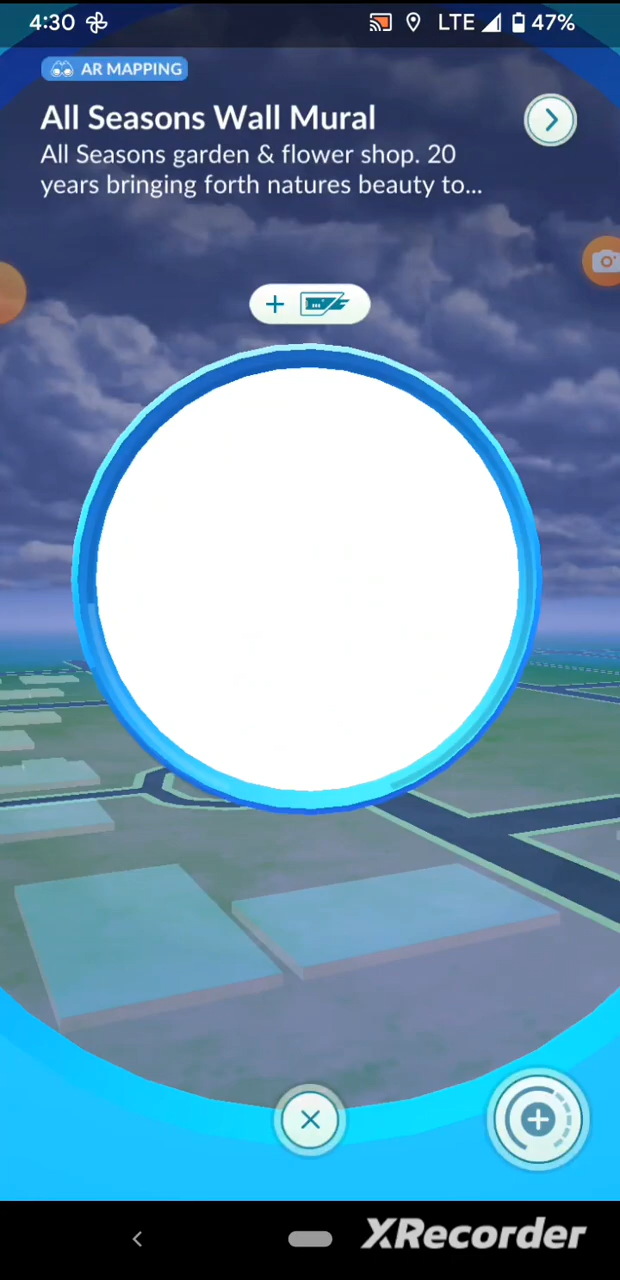 4:30
LTE
47%
AR MAPPING
All Seasons Wall Mural
All Seasons garden & flower shop. 20
years bringing forth natures beauty to...
XRecorder